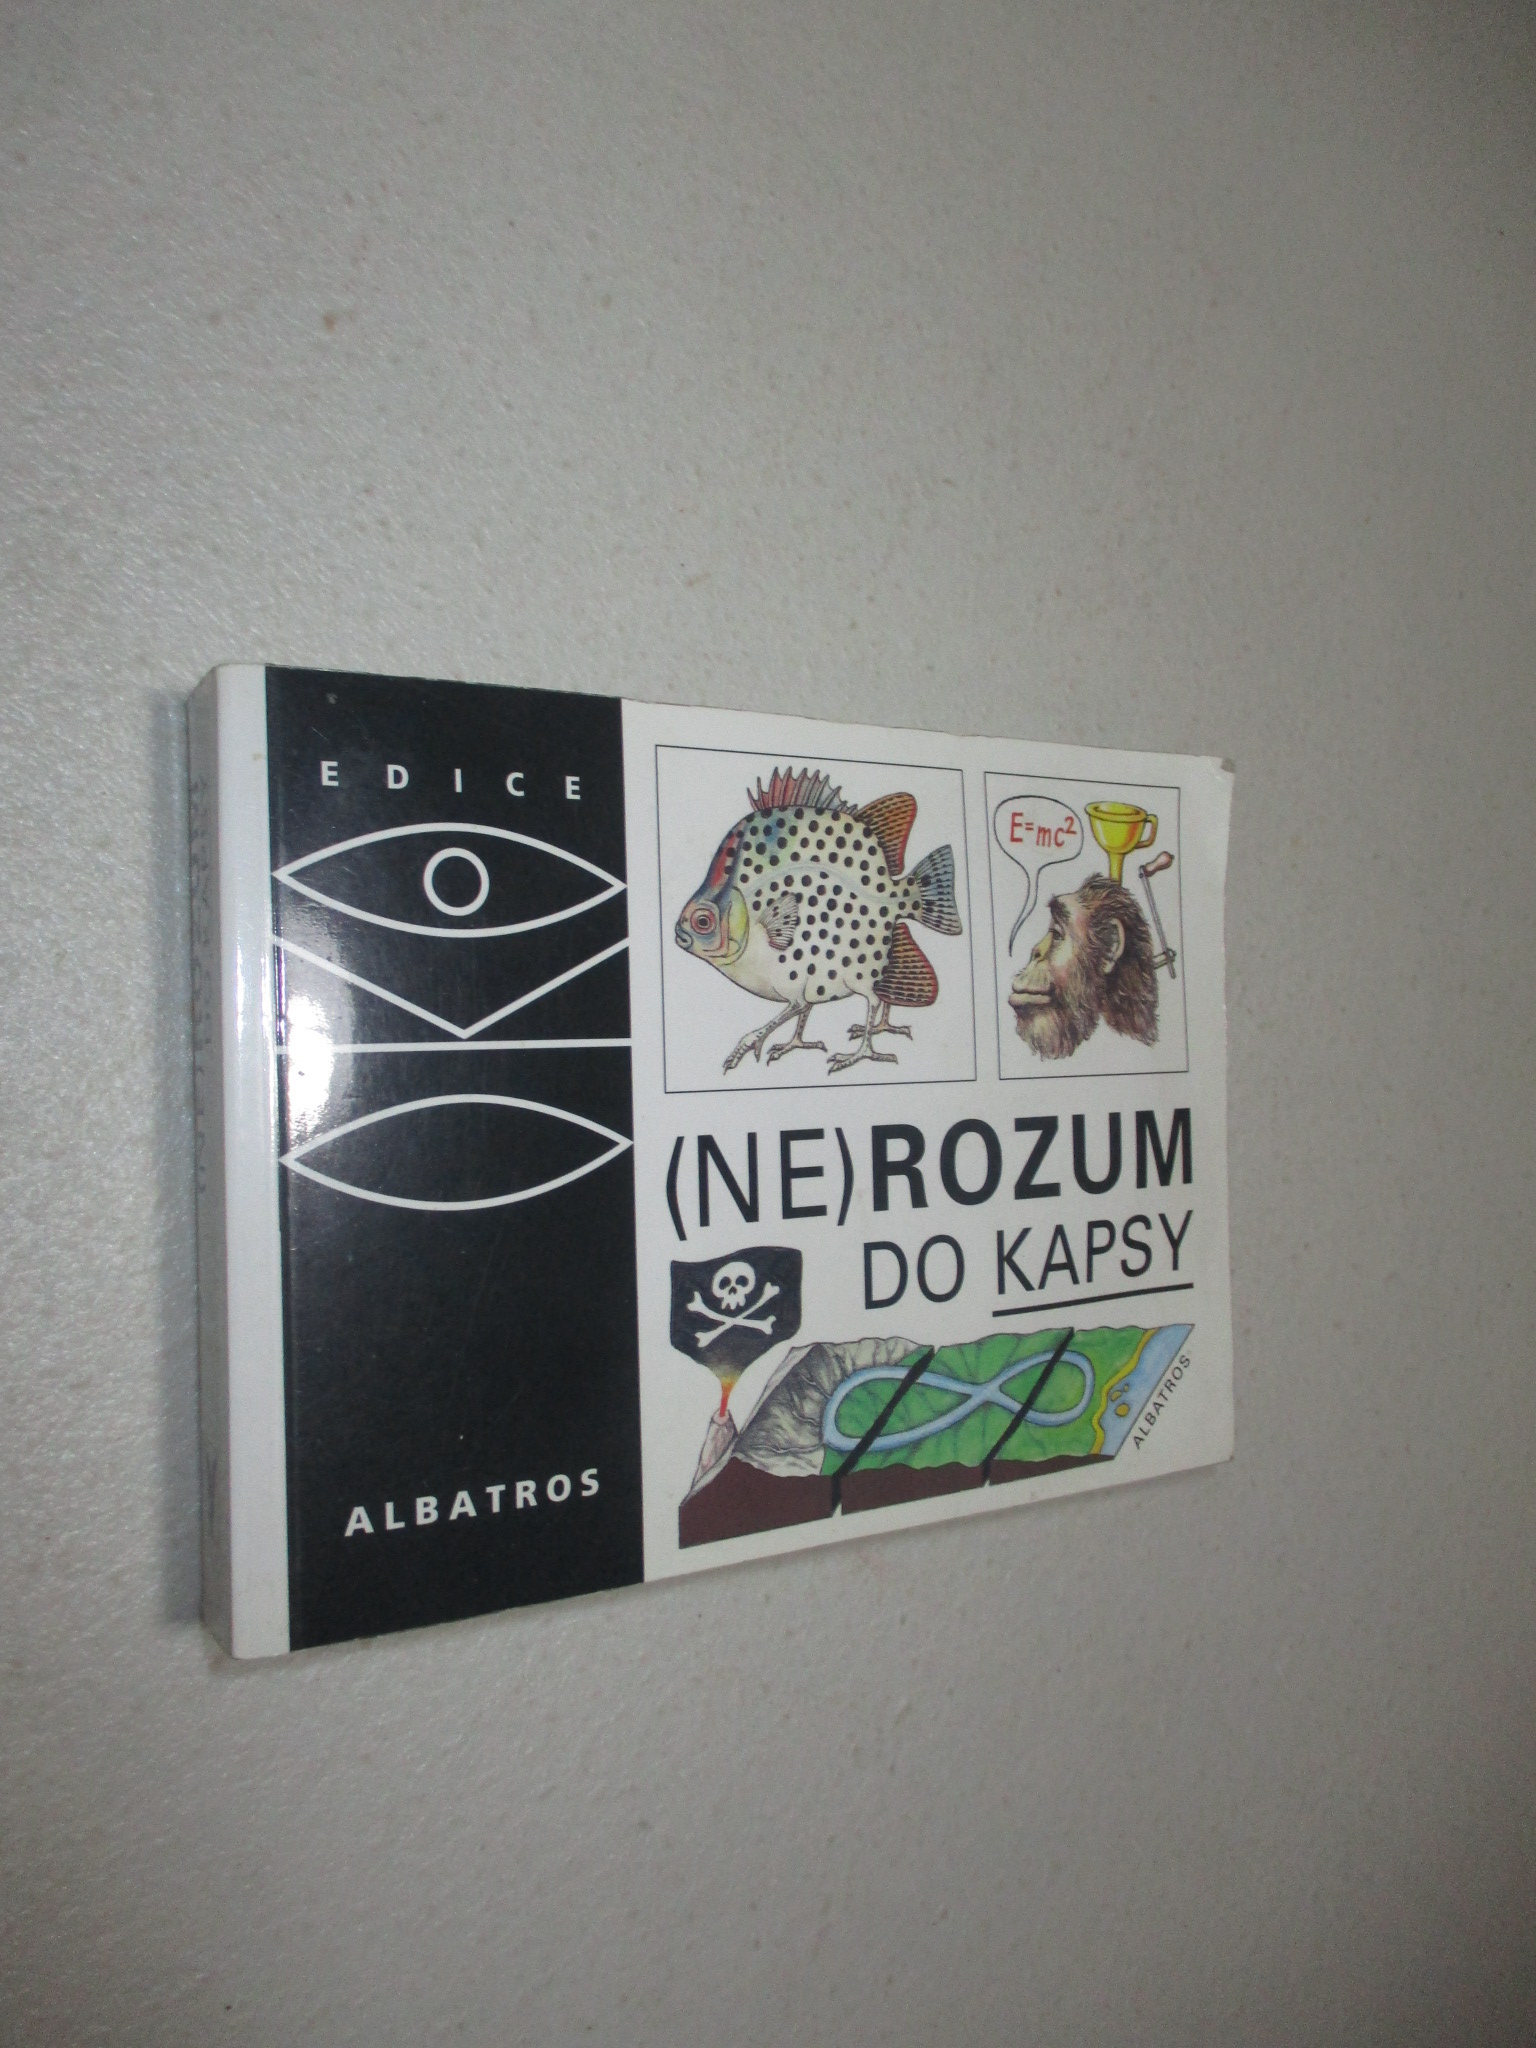 EDICE
ALBATROS
E=mc²
(NE)ROZUM
DO KAPSY
ALBATROS